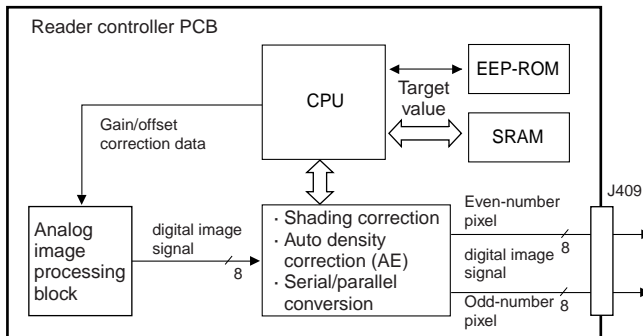 Reader controller PCB
EEP-ROM
CPU
Target
value
SRAM
Gain/offset
correction data
J409
Even-number
pixel
8
Analog
image
processing
block
digital image
signal
8
· Shading correction
· Auto density
correction (AE)
· Serial/parallel
conversion
digital image
signal
8
Odd-number
pixel